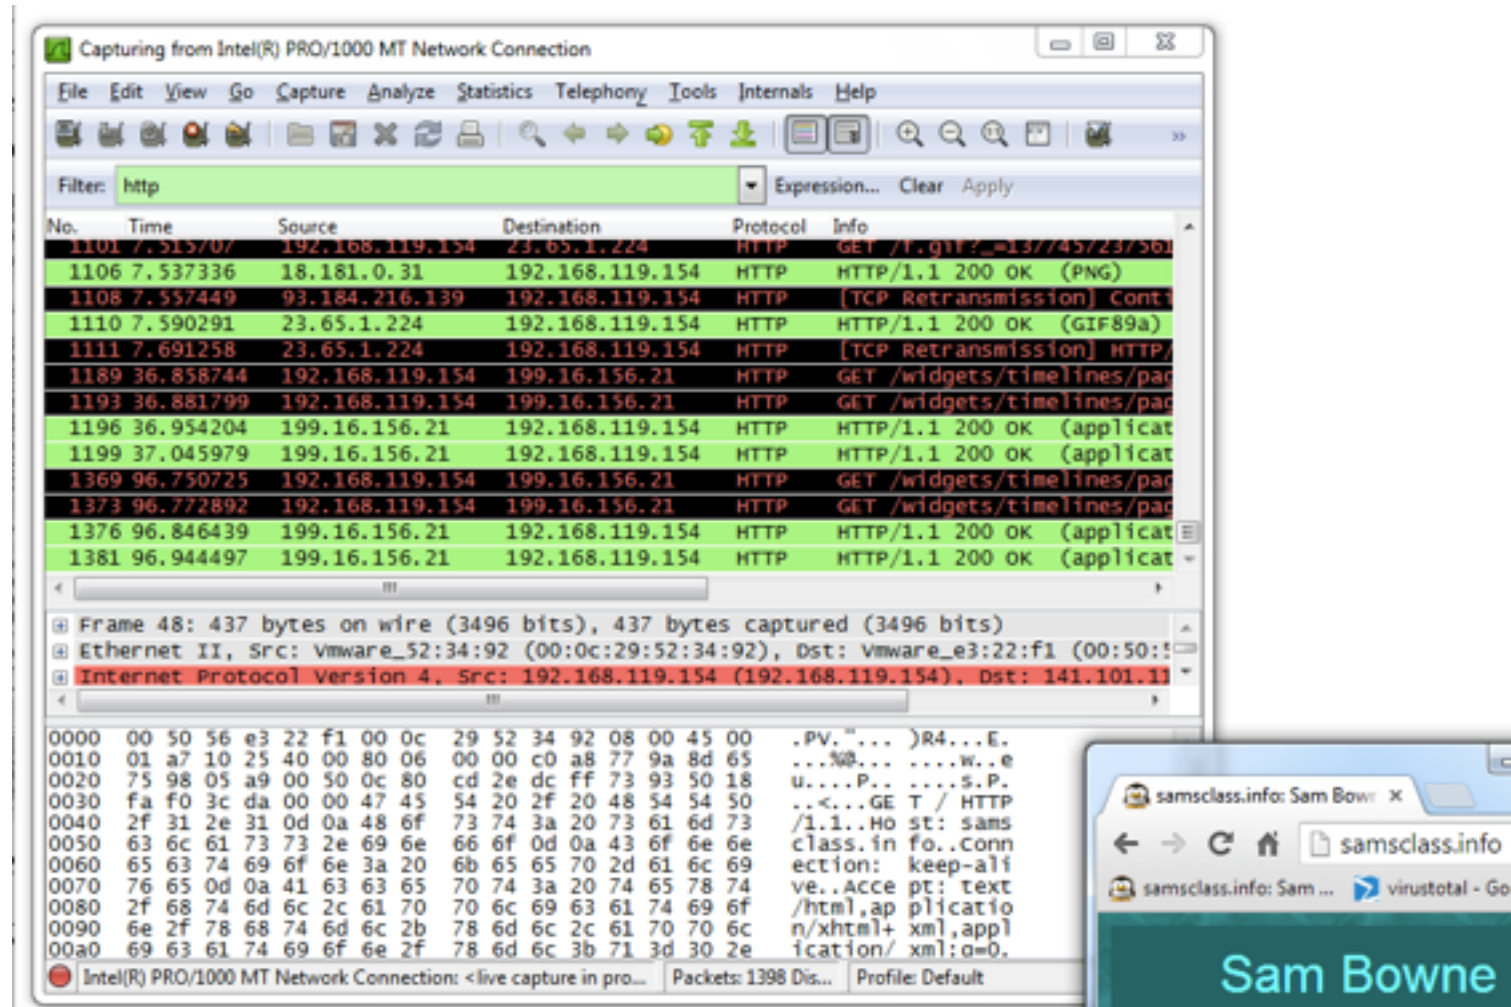 Capturing from Intel(R) PRO/1000 MT Network Connection
File Edit View Go Capture Analyze Statistics Telephony Tools Internals Help
Filter: http Expression... Clear Apply
No. Time Source Destination Protocol Info
1101 7.515707 192.168.119.154 23.65.1.224 HTTP GET /f.gif?_=1377457237561
1106 7.537336 18.181.0.31 192.168.119.154 HTTP HTTP/1.1 200 OK (PNG)
1108 7.557449 93.184.216.139 192.168.119.154 HTTP [TCP Retransmission] Conti
1110 7.590291 23.65.1.224 192.168.119.154 HTTP HTTP/1.1 200 OK (GIF89a)
1111 7.691258 23.65.1.224 192.168.119.154 HTTP [TCP Retransmission] HTTP/
1189 36.858744 192.168.119.154 199.16.156.21 HTTP GET /widgets/timelines/pag
1193 36.881799 192.168.119.154 199.16.156.21 HTTP GET /widgets/timelines/pag
1196 36.954204 199.16.156.21 192.168.119.154 HTTP HTTP/1.1 200 OK (applicat
1199 37.045979 199.16.156.21 192.168.119.154 HTTP HTTP/1.1 200 OK (applicat
1369 96.750725 192.168.119.154 199.16.156.21 HTTP GET /widgets/timelines/pag
1373 96.772892 192.168.119.154 199.16.156.21 HTTP GET /widgets/timelines/pag
1376 96.846439 199.16.156.21 192.168.119.154 HTTP HTTP/1.1 200 OK (applicat
1381 96.944497 199.16.156.21 192.168.119.154 HTTP HTTP/1.1 200 OK (applicat
Frame 48: 437 bytes on wire (3496 bits), 437 bytes captured (3496 bits)
Ethernet II, Src: Vmware_52:34:92 (00:0c:29:52:34:92), Dst: Vmware_e3:22:f1 (00:50:5
Internet Protocol Version 4, Src: 192.168.119.154 (192.168.119.154), Dst: 141.101.11
0000 00 50 56 e3 22 f1 00 0c 29 52 34 92 08 00 45 00 .PV."... )R4...E.
0010 01 a7 10 25 40 00 80 06 00 00 c0 a8 77 9a 8d 65 ...%@... ....w..e
0020 75 98 05 a9 00 50 0c 80 cd 2e dc ff 73 93 50 18 u....P.. ....s.P.
0030 fa f0 3c da 00 00 47 45 54 20 2f 20 48 54 54 50 ..<...GE T / HTTP
0040 2f 31 2e 31 0d 0a 48 6f 73 74 3a 20 73 61 6d 73 /1.1..Ho st: sams
0050 63 6c 61 73 73 2e 69 6e 66 6f 0d 0a 43 6f 6e 6e class.in fo..Conn
0060 65 63 74 69 6f 6e 3a 20 6b 65 65 70 2d 61 6c 69 ection: keep-ali
0070 76 65 0d 0a 41 63 63 65 70 74 3a 20 74 65 78 74 ve..Acce pt: text
0080 2f 68 74 6d 6c 2c 61 70 70 6c 69 63 61 74 69 6f /html,ap plicatio
0090 6e 2f 78 68 74 6d 6c 2b 78 6d 6c 2c 61 70 70 6c n/xhtml+ xml,appl
00a0 69 63 61 74 69 6f 6e 2f 78 6d 6c 3b 71 3d 30 2e ication/ xml;q=0.
Intel(R) PRO/1000 MT Network Connection: <live capture in pro... Packets: 1398 Dis... Profile: Default
samsclass.info: Sam Bown
samsclass.info
samsclass.info: Sam ... virustotal - Go
Sam Bowne